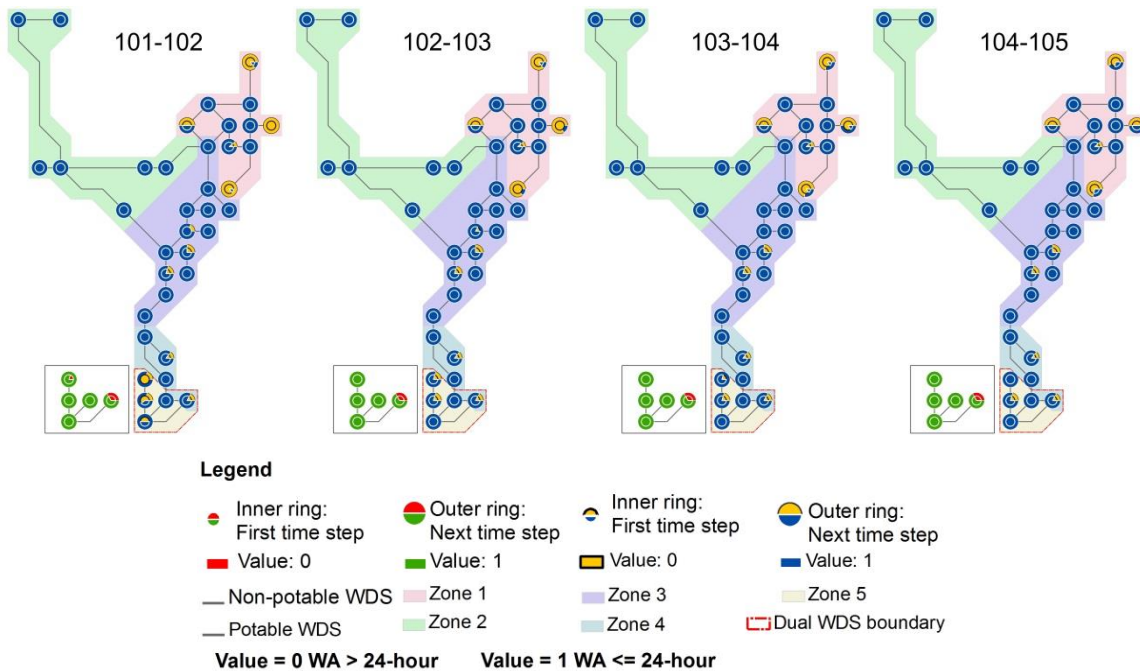 101-102 102-103 103-104 104-105
Legend
Inner ring: Outer ring: Inner ring: Outer ring:
First time step Next time step First time step Next time step
Value: 0 Value: 1 Value: 0 Value: 1
Non-potable WDS Zone 1 Zone 3 Zone 5
Potable WDS Zone 2 Zone 4 Dual WDS boundary
Value = 0 WA > 24-hour Value = 1 WA <= 24-hour